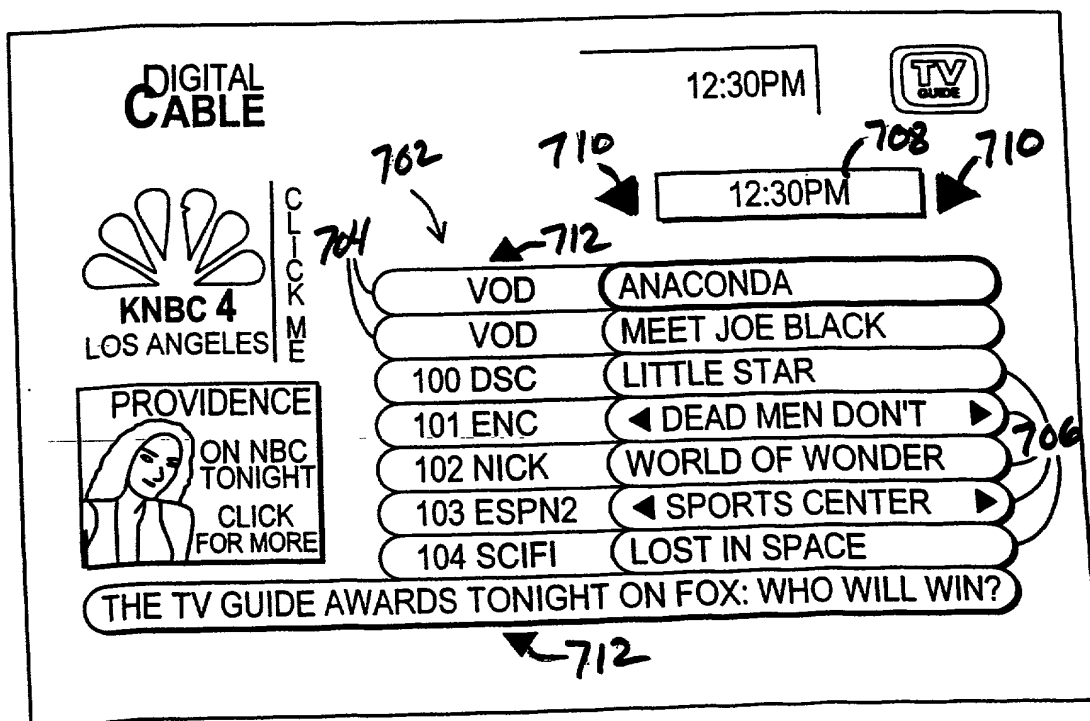 DIGITAL
CABLE
12:30PM
TV
GUIDE
710
708
710
702
12:30PM
704
712
CLICK ME
KNBC 4
LOS ANGELES
VOD ANACONDA
VOD MEET JOE BLACK
100 DSC LITTLE STAR
101 ENC ◄ DEAD MEN DON'T ►
102 NICK WORLD OF WONDER
103 ESPN2 ◄ SPORTS CENTER ►
104 SCIFI LOST IN SPACE
706
PROVIDENCE
ON NBC
TONIGHT
CLICK
FOR MORE
THE TV GUIDE AWARDS TONIGHT ON FOX: WHO WILL WIN?
712